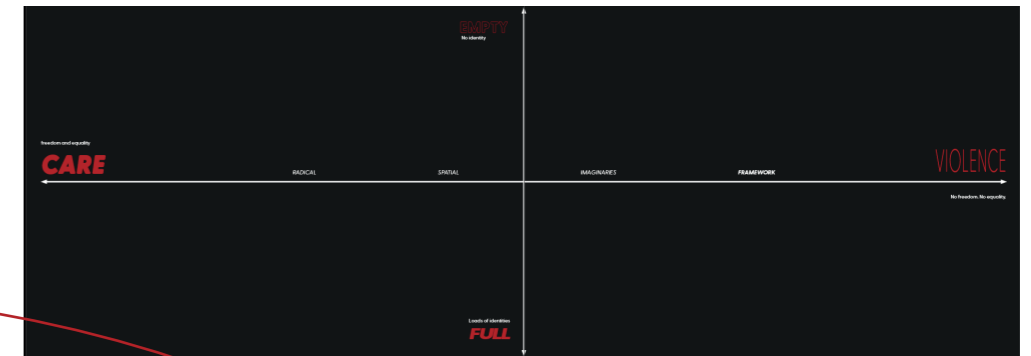 EMPTY
No identity
freedom and equality
CARE
RADICAL
SPATIAL
IMAGINARIES
FRAMEWORK
VIOLENCE
No freedom. No equality.
Loads of identities
FULL